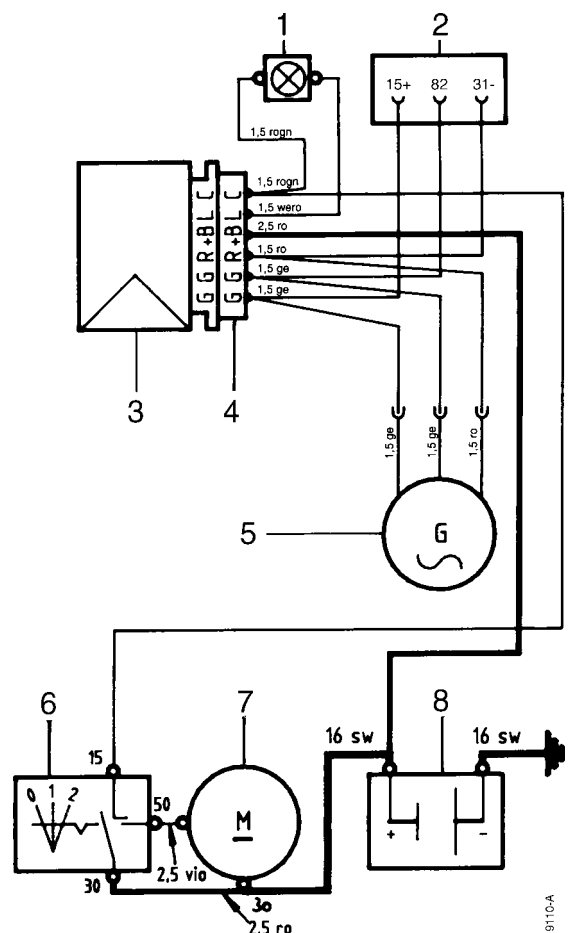 1
2
15+ 82 31-
1,5 rogn
1,5 rogn
1,5 wero
2,5 ro
1,5 ro
1,5 ge
1,5 ge
G G R +B L C
G G R +B L C
3
4
1,5 ge
1,5 ge
1,5 ro
5
G
6
7
8
16 sw
16 sw
15
0 1 2
50
M
+ -
30
2,5 vio
30
2,5 ro
9110-A